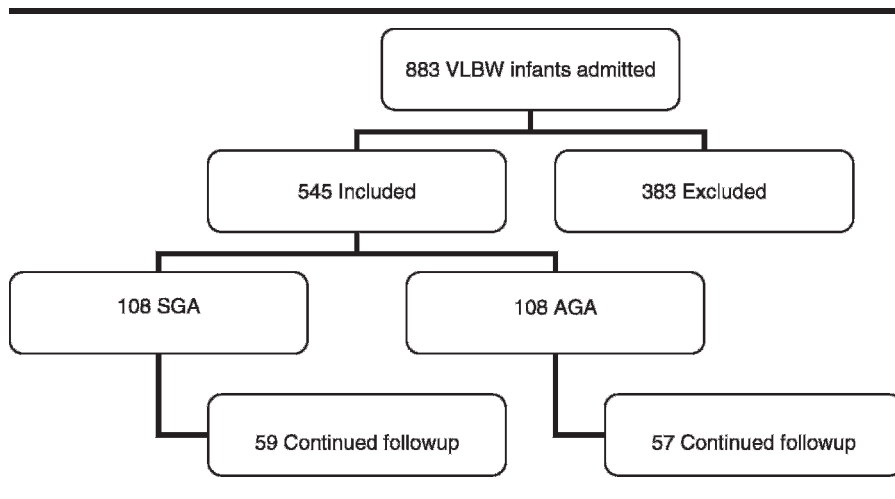 883 VLBW infants admitted
545 Included
383 Excluded
108 SGA
108 AGA
59 Continued followup
57 Continued followup